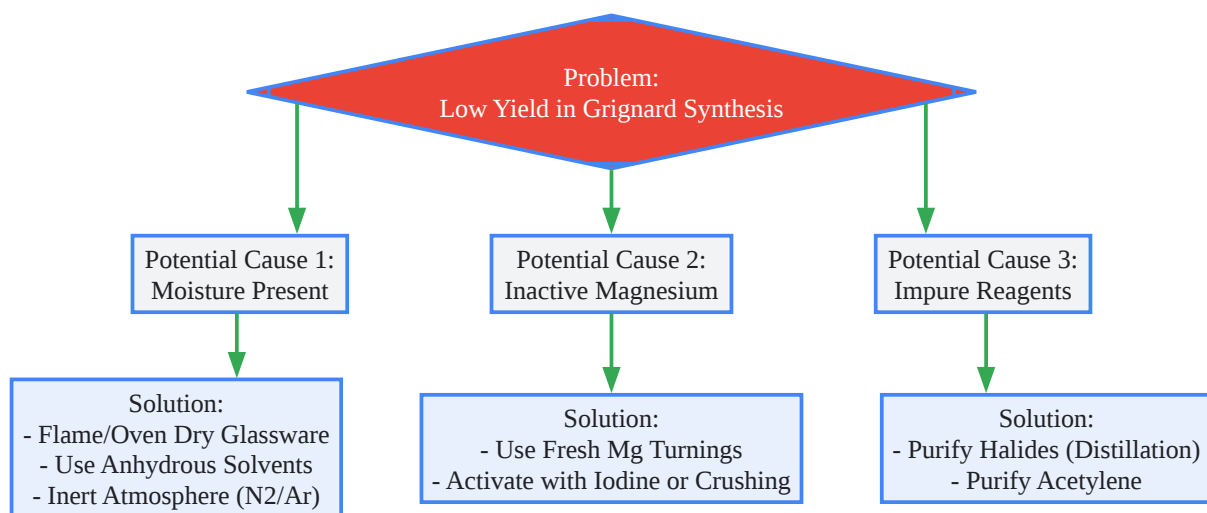 Problem:
Low Yield in Grignard Synthesis
Potential Cause 1:
Moisture Present
Potential Cause 2:
Inactive Magnesium
Potential Cause 3:
Impure Reagents
Solution:
- Flame/Oven Dry Glassware
- Use Anhydrous Solvents
- Inert Atmosphere (N2/Ar)
Solution:
- Use Fresh Mg Turnings
- Activate with Iodine or Crushing
Solution:
- Purify Halides (Distillation)
- Purify Acetylene